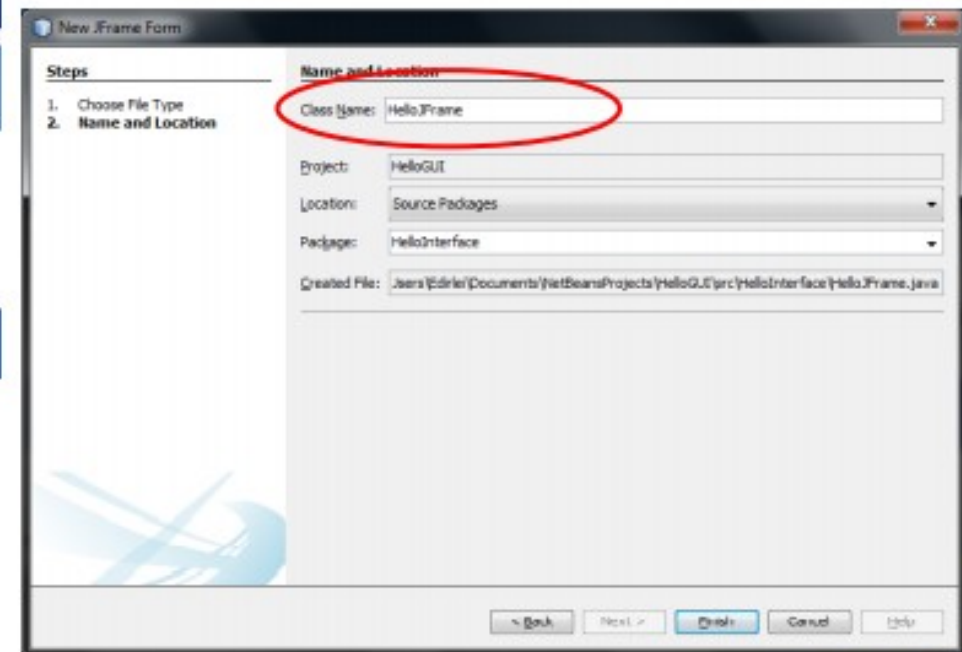 New JFrame Form
Steps
1. Choose File Type
2. Name and Location
Name and Location
Class Name: HelloJFrame
Project: HelloGUI
Location: Source Packages
Package: HelloInterface
Created File: Jsers\Edirlei\Documents\NetBeansProjects\HelloGUI\src\HelloInterface\HelloJFrame.java
< Back Next > Finish Cancel Help